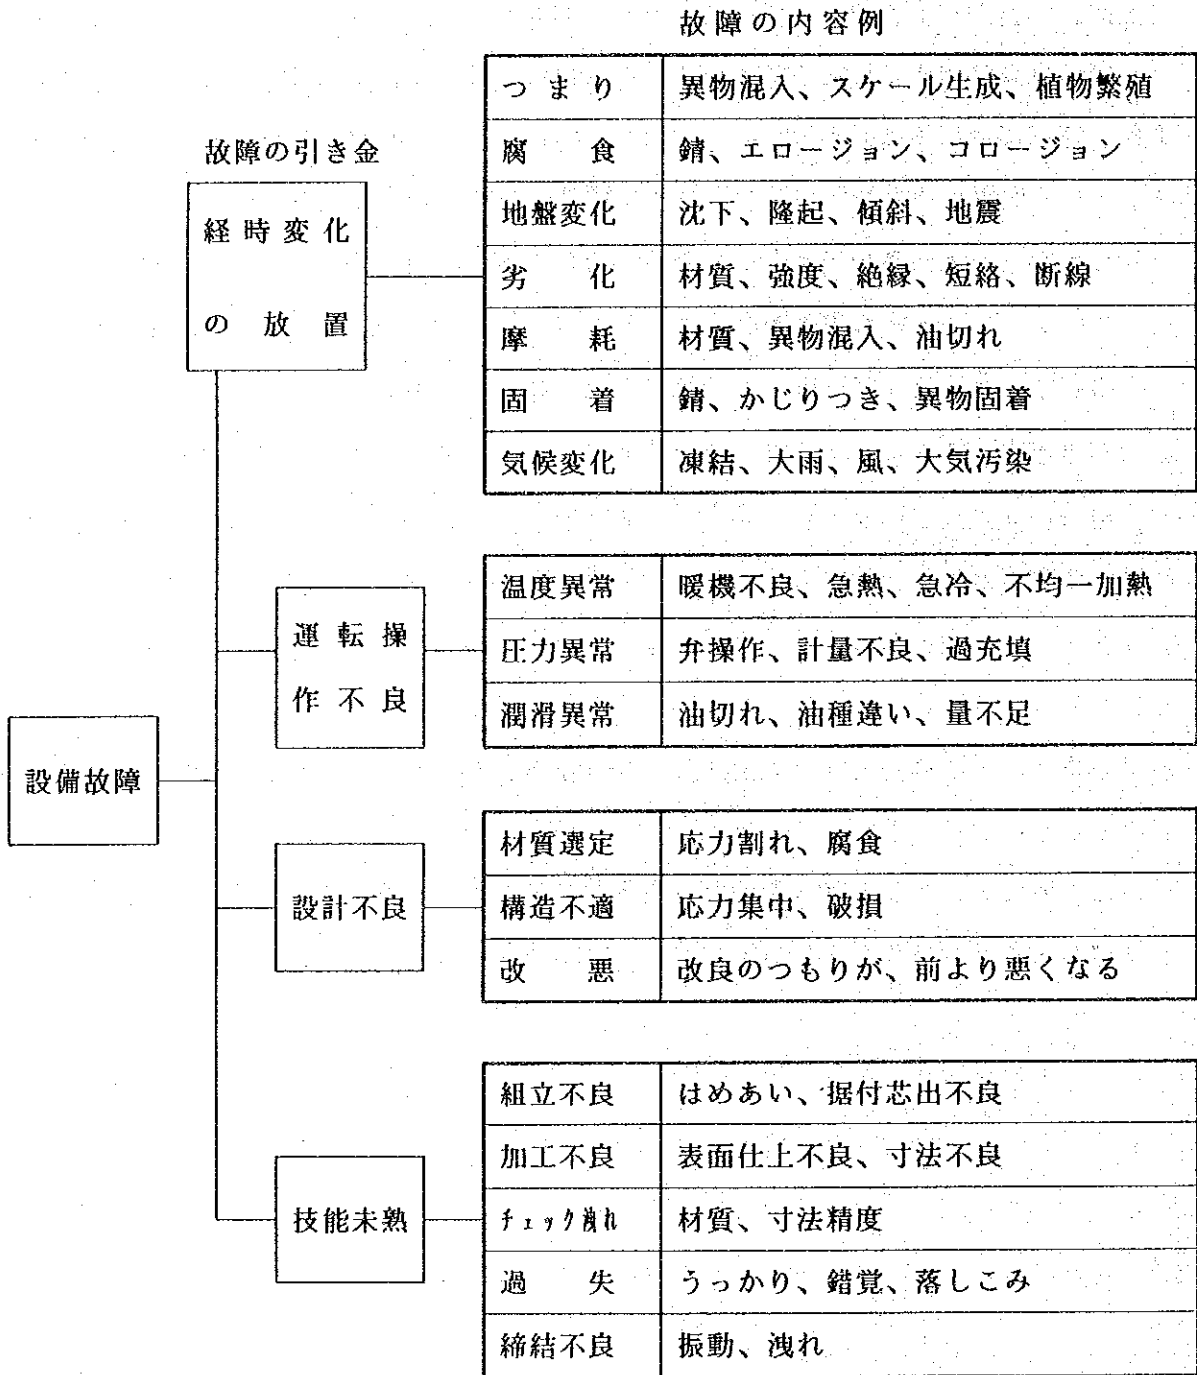 故障の内容例
つまり 異物混入、スケール生成、植物繁殖
腐食 錆、エロージョン、コロージョン
地盤変化 沈下、隆起、傾斜、地震
劣化 材質、強度、絶縁、短絡、断線
摩耗 材質、異物混入、油切れ
固着 錆、かじりつき、異物固着
気候変化 凍結、大雨、風、大気汚染
故障の引き金
経時変化
の放置
温度異常 暖機不良、急熱、急冷、不均一加熱
圧力異常 弁操作、計量不良、過充填
潤滑異常 油切れ、油種違い、量不足
運転操
作不良
設備故障
材質選定 応力割れ、腐食
構造不適 応力集中、破損
改悪 改良のつもりが、前より悪くなる
設計不良
組立不良 はめあい、据付芯出不良
加工不良 表面仕上不良、寸法不良
チェック洩れ 材質、寸法精度
過失 うっかり、錯覚、落しこみ
締結不良 振動、洩れ
技能未熟